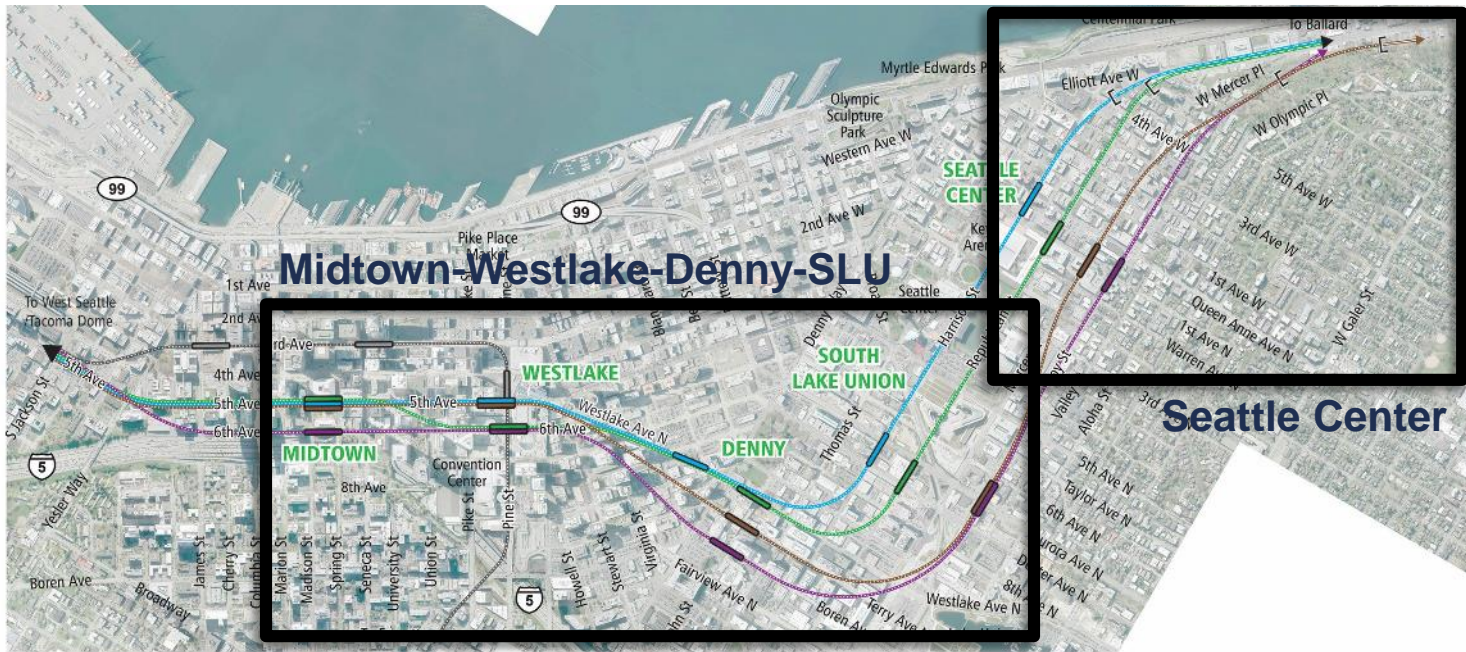 Centennial Park
To Ballard
Myrtle Edwards Park
Elliott Ave W
W Mercer Pl
W Olympic Pl
Olympic
Sculpture
Park
Western Ave W
4th Ave W
SEATTLE
CENTER
5th Ave W
99
99
2nd Ave W
3rd Ave W
Pike Place
Market
Midtown-Westlake-Denny-SLU
1st Ave W
Queen Anne Ave N
1st Ave N
Warren Ave N
W Galer St
To West Seattle
/Tacoma Dome
1st Ave
2nd Ave
Denny Way
Seattle
Center
Harrison St
Republican
Mercer
Valley St
Aloha St
3rd
Seattle Center
4th Ave
5th Ave
5th Ave
5th Ave
6th Ave
6th Ave
S Jackson St
WESTLAKE
Westlake Ave N
SOUTH
LAKE UNION
Thomas St
DENNY
MIDTOWN
Convention
Center
8th Ave
5
Yesler Way
Boren Ave
Broadway
James St
Cherry St
Columbia St
Marion St
Madison St
Spring St
Seneca St
University St
Union St
Pike St
Pine St
5
Howell St
Stewart St
Virginia St
Fairview Ave N
Boren Ave
Terry Ave
Westlake Ave N
8th Ave N
Dexter Ave N
Aurora Ave N
6th Ave N
Taylor Ave N
5th Ave N